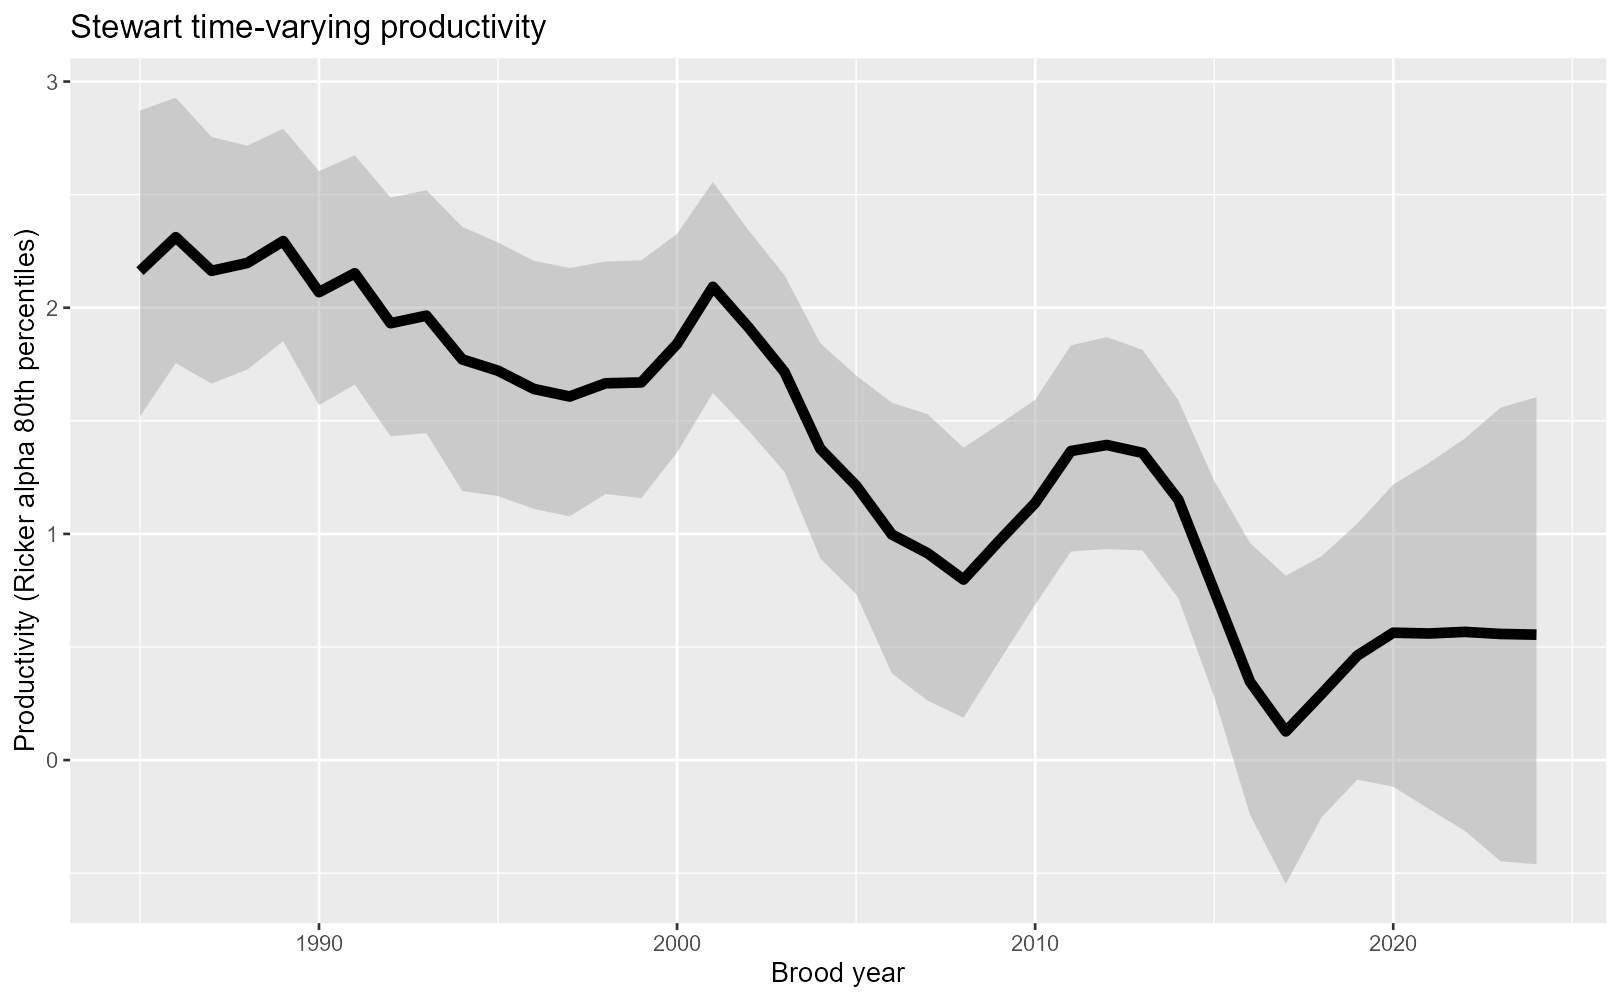 Stewart time-varying productivity
Productivity (Ricker alpha 80th percentiles)
3
2
1
0
1990
2000
2010
2020
Brood year